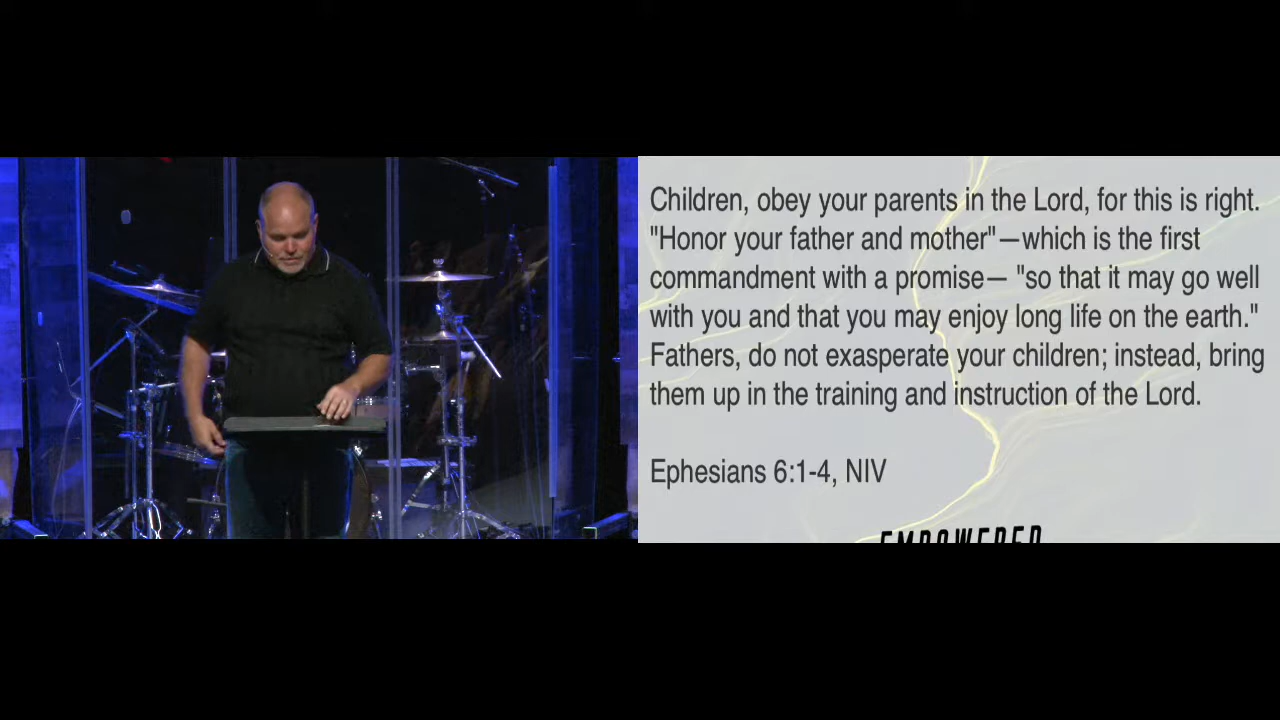 Children, obey your parents in the Lord, for this is right.
"Honor your father and mother"—which is the first
commandment with a promise— "so that it may go well
with you and that you may enjoy long life on the earth."
Fathers, do not exasperate your children; instead, bring
them up in the training and instruction of the Lord.
Ephesians 6:1-4, NIV
EMPOWERED